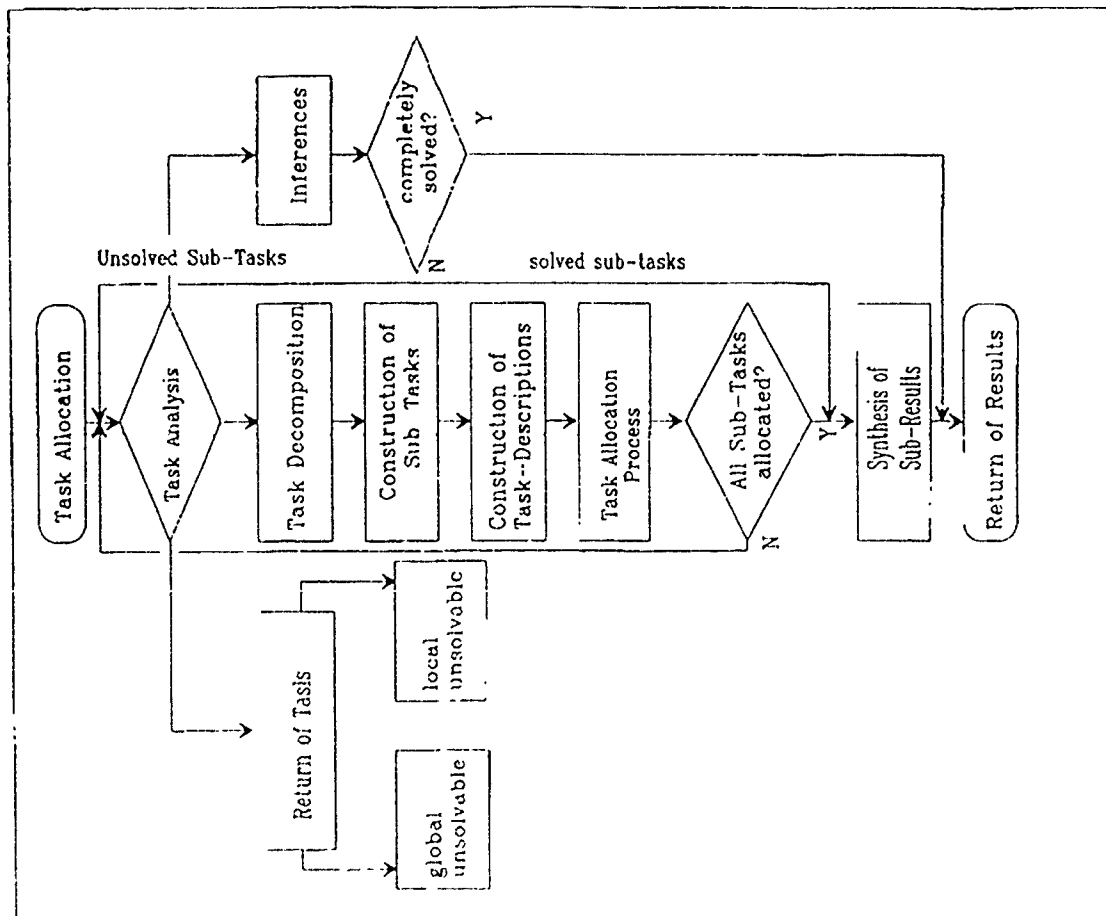 Task Allocation
Unsolved Sub-Tasks
Task Analysis
Inferences
completely
solved?
N
Y
solved sub-tasks
Task Decomposition
Construction of
Sub Tasks
Construction of
Task--Descriptions
Task Allocation
Process
All Sub-Tasks
allocated?
N
Y
Synthesis of
Sub-Results
Return of Results
Return of Tasls
local
unsolvable
global
unsolvable